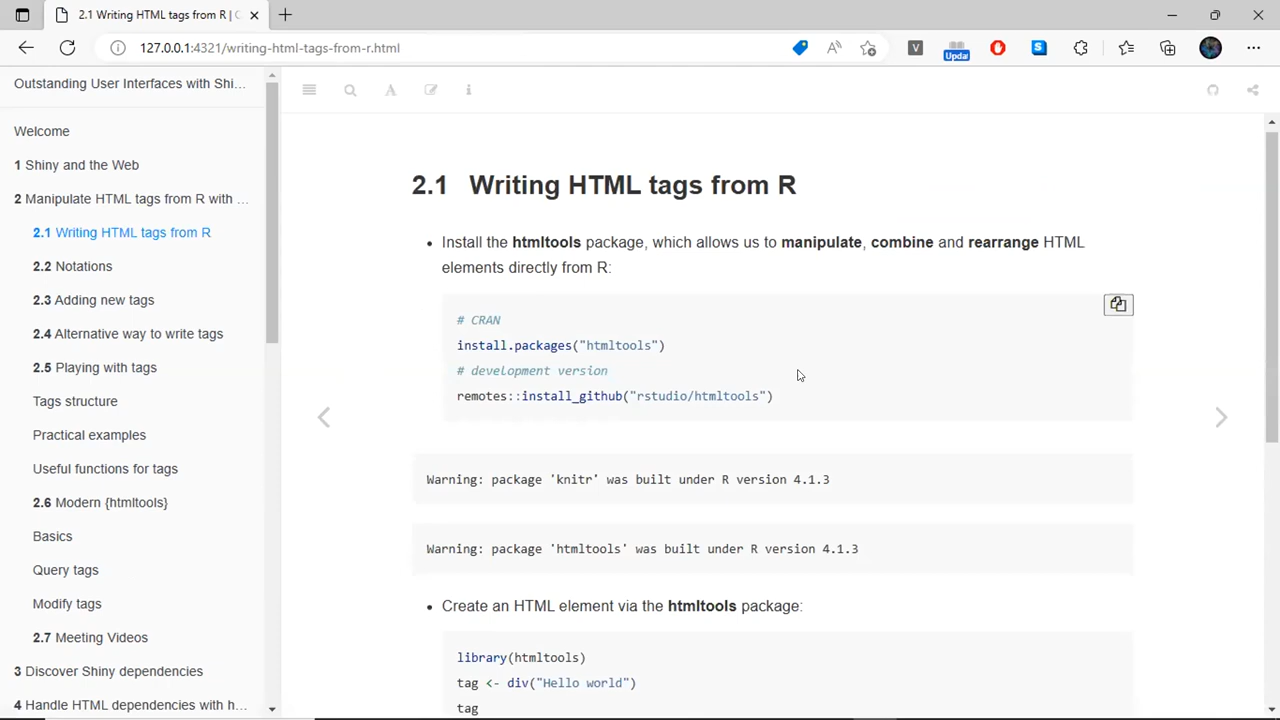 2.1 Writing HTML tags from R | 
127.0.0.1:4321/writing-html-tags-from-r.html
Outstanding User Interfaces with Shi...
Welcome
1 Shiny and the Web
2 Manipulate HTML tags from R with ...
2.1 Writing HTML tags from R
2.2 Notations
2.3 Adding new tags
2.4 Alternative way to write tags
2.5 Playing with tags
Tags structure
Practical examples
Useful functions for tags
2.6 Modern {htmltools}
Basics
Query tags
Modify tags
2.7 Meeting Videos
3 Discover Shiny dependencies
4 Handle HTML dependencies with h...
2.1 Writing HTML tags from R
• Install the htmltools package, which allows us to manipulate, combine and rearrange HTML
elements directly from R:
# CRAN
install.packages("htmltools")
# development version
remotes::install_github("rstudio/htmltools")
Warning: package 'knitr' was built under R version 4.1.3
Warning: package 'htmltools' was built under R version 4.1.3
• Create an HTML element via the htmltools package:
library(htmltools)
tag <- div("Hello world")
tag